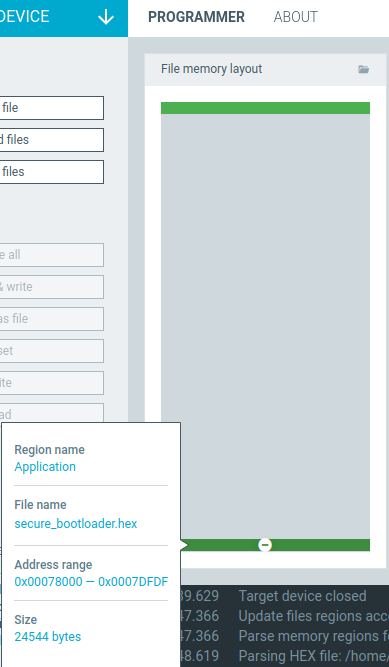 DEVICE
PROGRAMMER
ABOUT
File memory layout
file
d files
files
e all
& write
as file
set
ite
ad
Region name
Application
File name
secure_bootloader.hex
Address range
0x00078000 — 0x0007DFDF
Size
24544 bytes
9.629 Target device closed
47.366 Update files regions acc
47.366 Parse memory regions f
48.619 Parsing HEX file: /home/